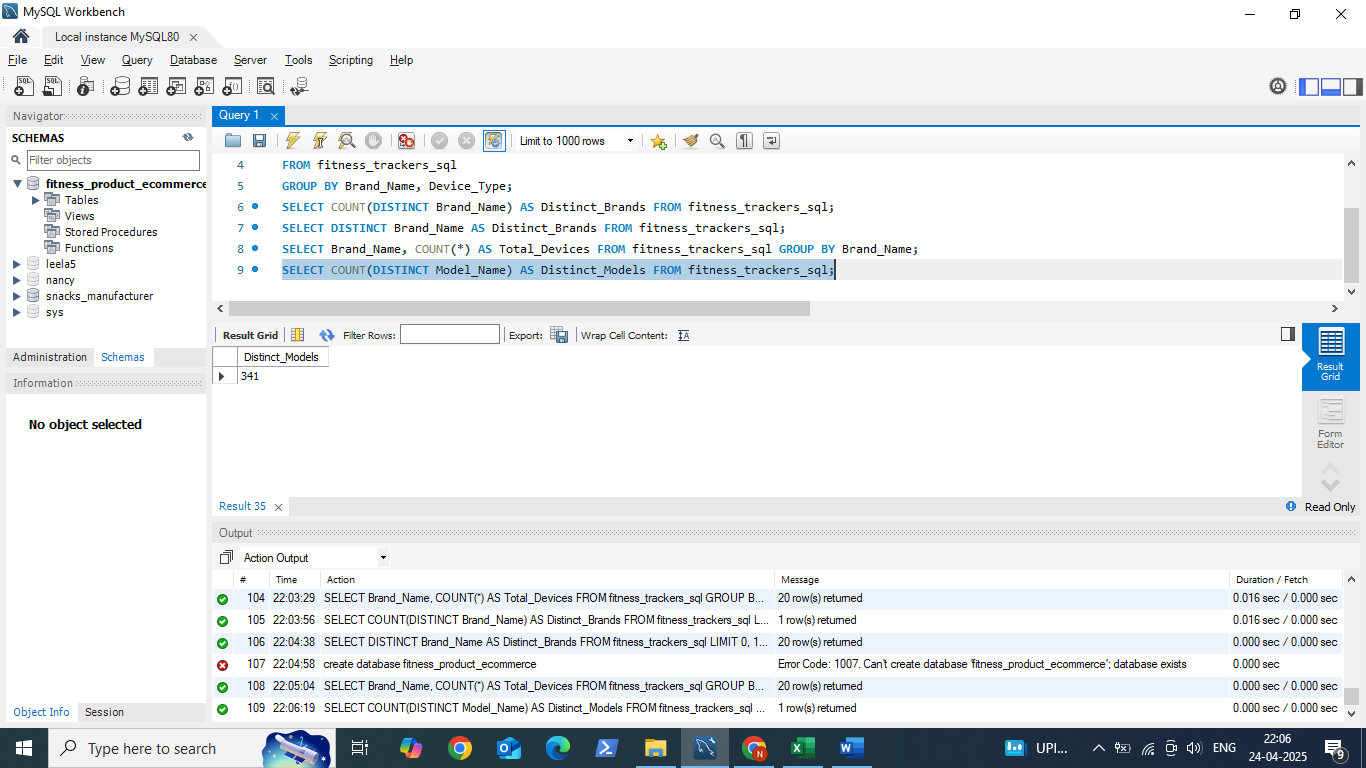 MySQL Workbench
Local instance MySQL80
File Edit View Query Database Server Tools Scripting Help
Navigator
SCHEMAS
Filter objects
fitness_product_ecommerce
Tables
Views
Stored Procedures
Functions
leela5
nancy
snacks_manufacturer
sys
Administration Schemas
Information
No object selected
Object Info Session
Query 1
Limit to 1000 rows
4 FROM fitness_trackers_sql
5 GROUP BY Brand_Name, Device_Type;
6 SELECT COUNT(DISTINCT Brand_Name) AS Distinct_Brands FROM fitness_trackers_sql;
7 SELECT DISTINCT Brand_Name AS Distinct_Brands FROM fitness_trackers_sql;
8 SELECT Brand_Name, COUNT(*) AS Total_Devices FROM fitness_trackers_sql GROUP BY Brand_Name;
9 SELECT COUNT(DISTINCT Model_Name) AS Distinct_Models FROM fitness_trackers_sql;
Result Grid Filter Rows: Export: Wrap Cell Content:
Distinct_Models
341
Result Grid
Form Editor
Result 35
Read Only
Output
Action Output
# Time Action Message Duration / Fetch
104 22:03:29 SELECT Brand_Name, COUNT(*) AS Total_Devices FROM fitness_trackers_sql GROUP B... 20 row(s) returned 0.016 sec / 0.000 sec
105 22:03:56 SELECT COUNT(DISTINCT Brand_Name) AS Distinct_Brands FROM fitness_trackers_sql L... 1 row(s) returned 0.016 sec / 0.000 sec
106 22:04:38 SELECT DISTINCT Brand_Name AS Distinct_Brands FROM fitness_trackers_sql LIMIT 0, 1... 20 row(s) returned 0.000 sec / 0.000 sec
107 22:04:58 create database fitness_product_ecommerce Error Code: 1007. Can't create database 'fitness_product_ecommerce'; database exists 0.000 sec
108 22:05:04 SELECT Brand_Name, COUNT(*) AS Total_Devices FROM fitness_trackers_sql GROUP B... 20 row(s) returned 0.000 sec / 0.000 sec
109 22:06:19 SELECT COUNT(DISTINCT Model_Name) AS Distinct_Models FROM fitness_trackers_sql ... 1 row(s) returned 0.000 sec / 0.000 sec
Type here to search
UPI...
ENG
22:06
24-04-2025
9